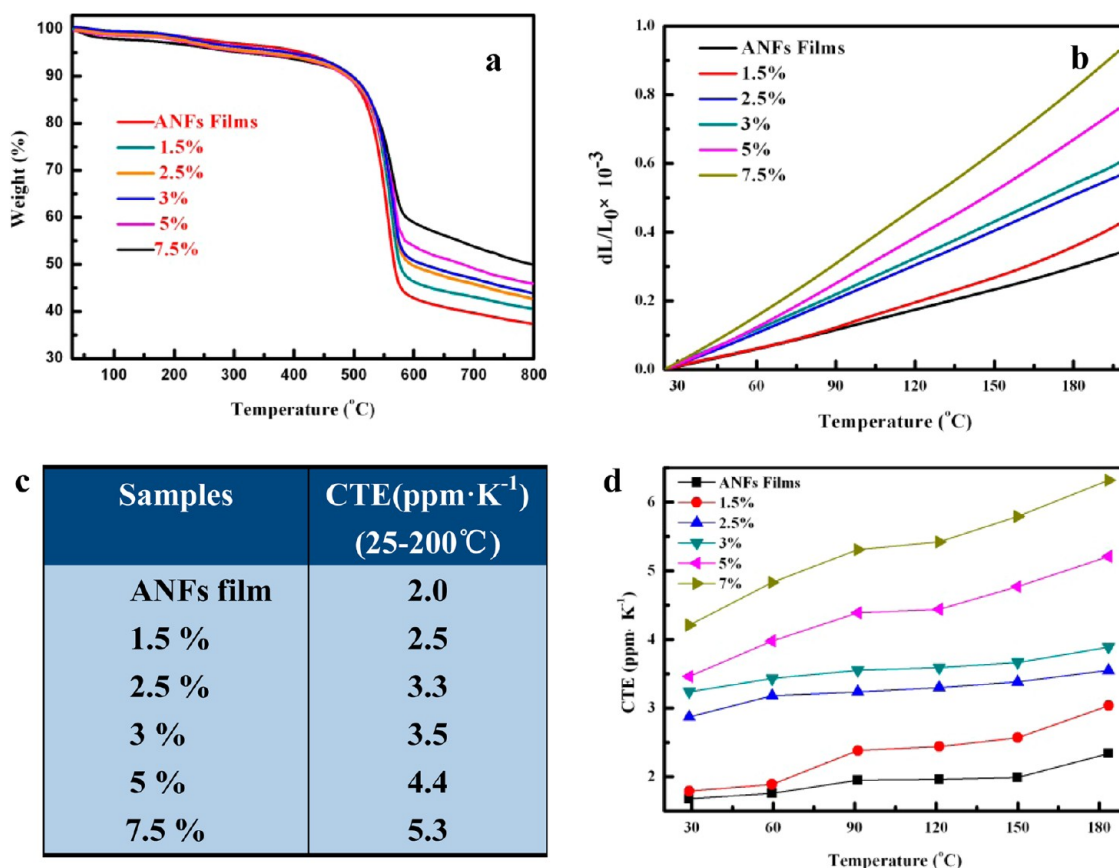 a
100
90
80
70
60
50
40
30
Weight (%)
ANFs Films
1.5%
2.5%
3%
5%
7.5%
100 200 300 400 500 600 700 800
Temperature (°C)
b
1.0
0.8
0.6
0.4
0.2
0.0
dL/L₀× 10⁻³
ANFs Films
1.5%
2.5%
3%
5%
7.5%
30 60 90 120 150 180
Temperature (°C)
c
Samples CTE(ppm·K⁻¹)
(25-200℃)
ANFs film 2.0
1.5 % 2.5
2.5 % 3.3
3 % 3.5
5 % 4.4
7.5 % 5.3
d
6
5
4
3
2
CTE (ppm· K⁻¹)
ANFs Films
1.5%
2.5%
3%
5%
7%
30 60 90 120 150 180
Temperature (°C)